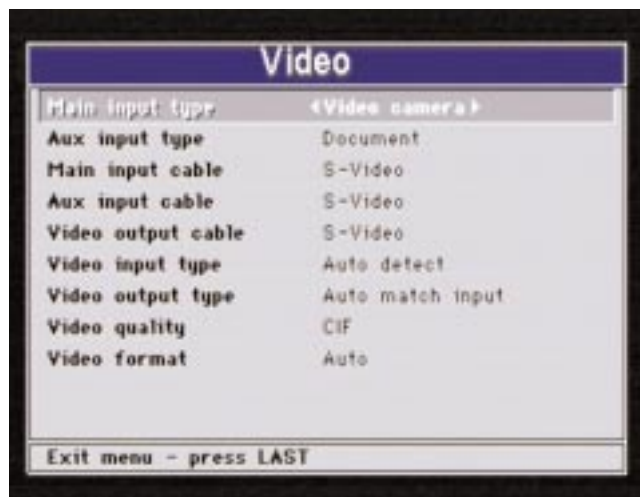 Video
Main input type ◄Video camera►
Aux input type Document
Main input cable S-Video
Aux input cable S-Video
Video output cable S-Video
Video input type Auto detect
Video output type Auto match input
Video quality CIF
Video format Auto
Exit menu - press LAST